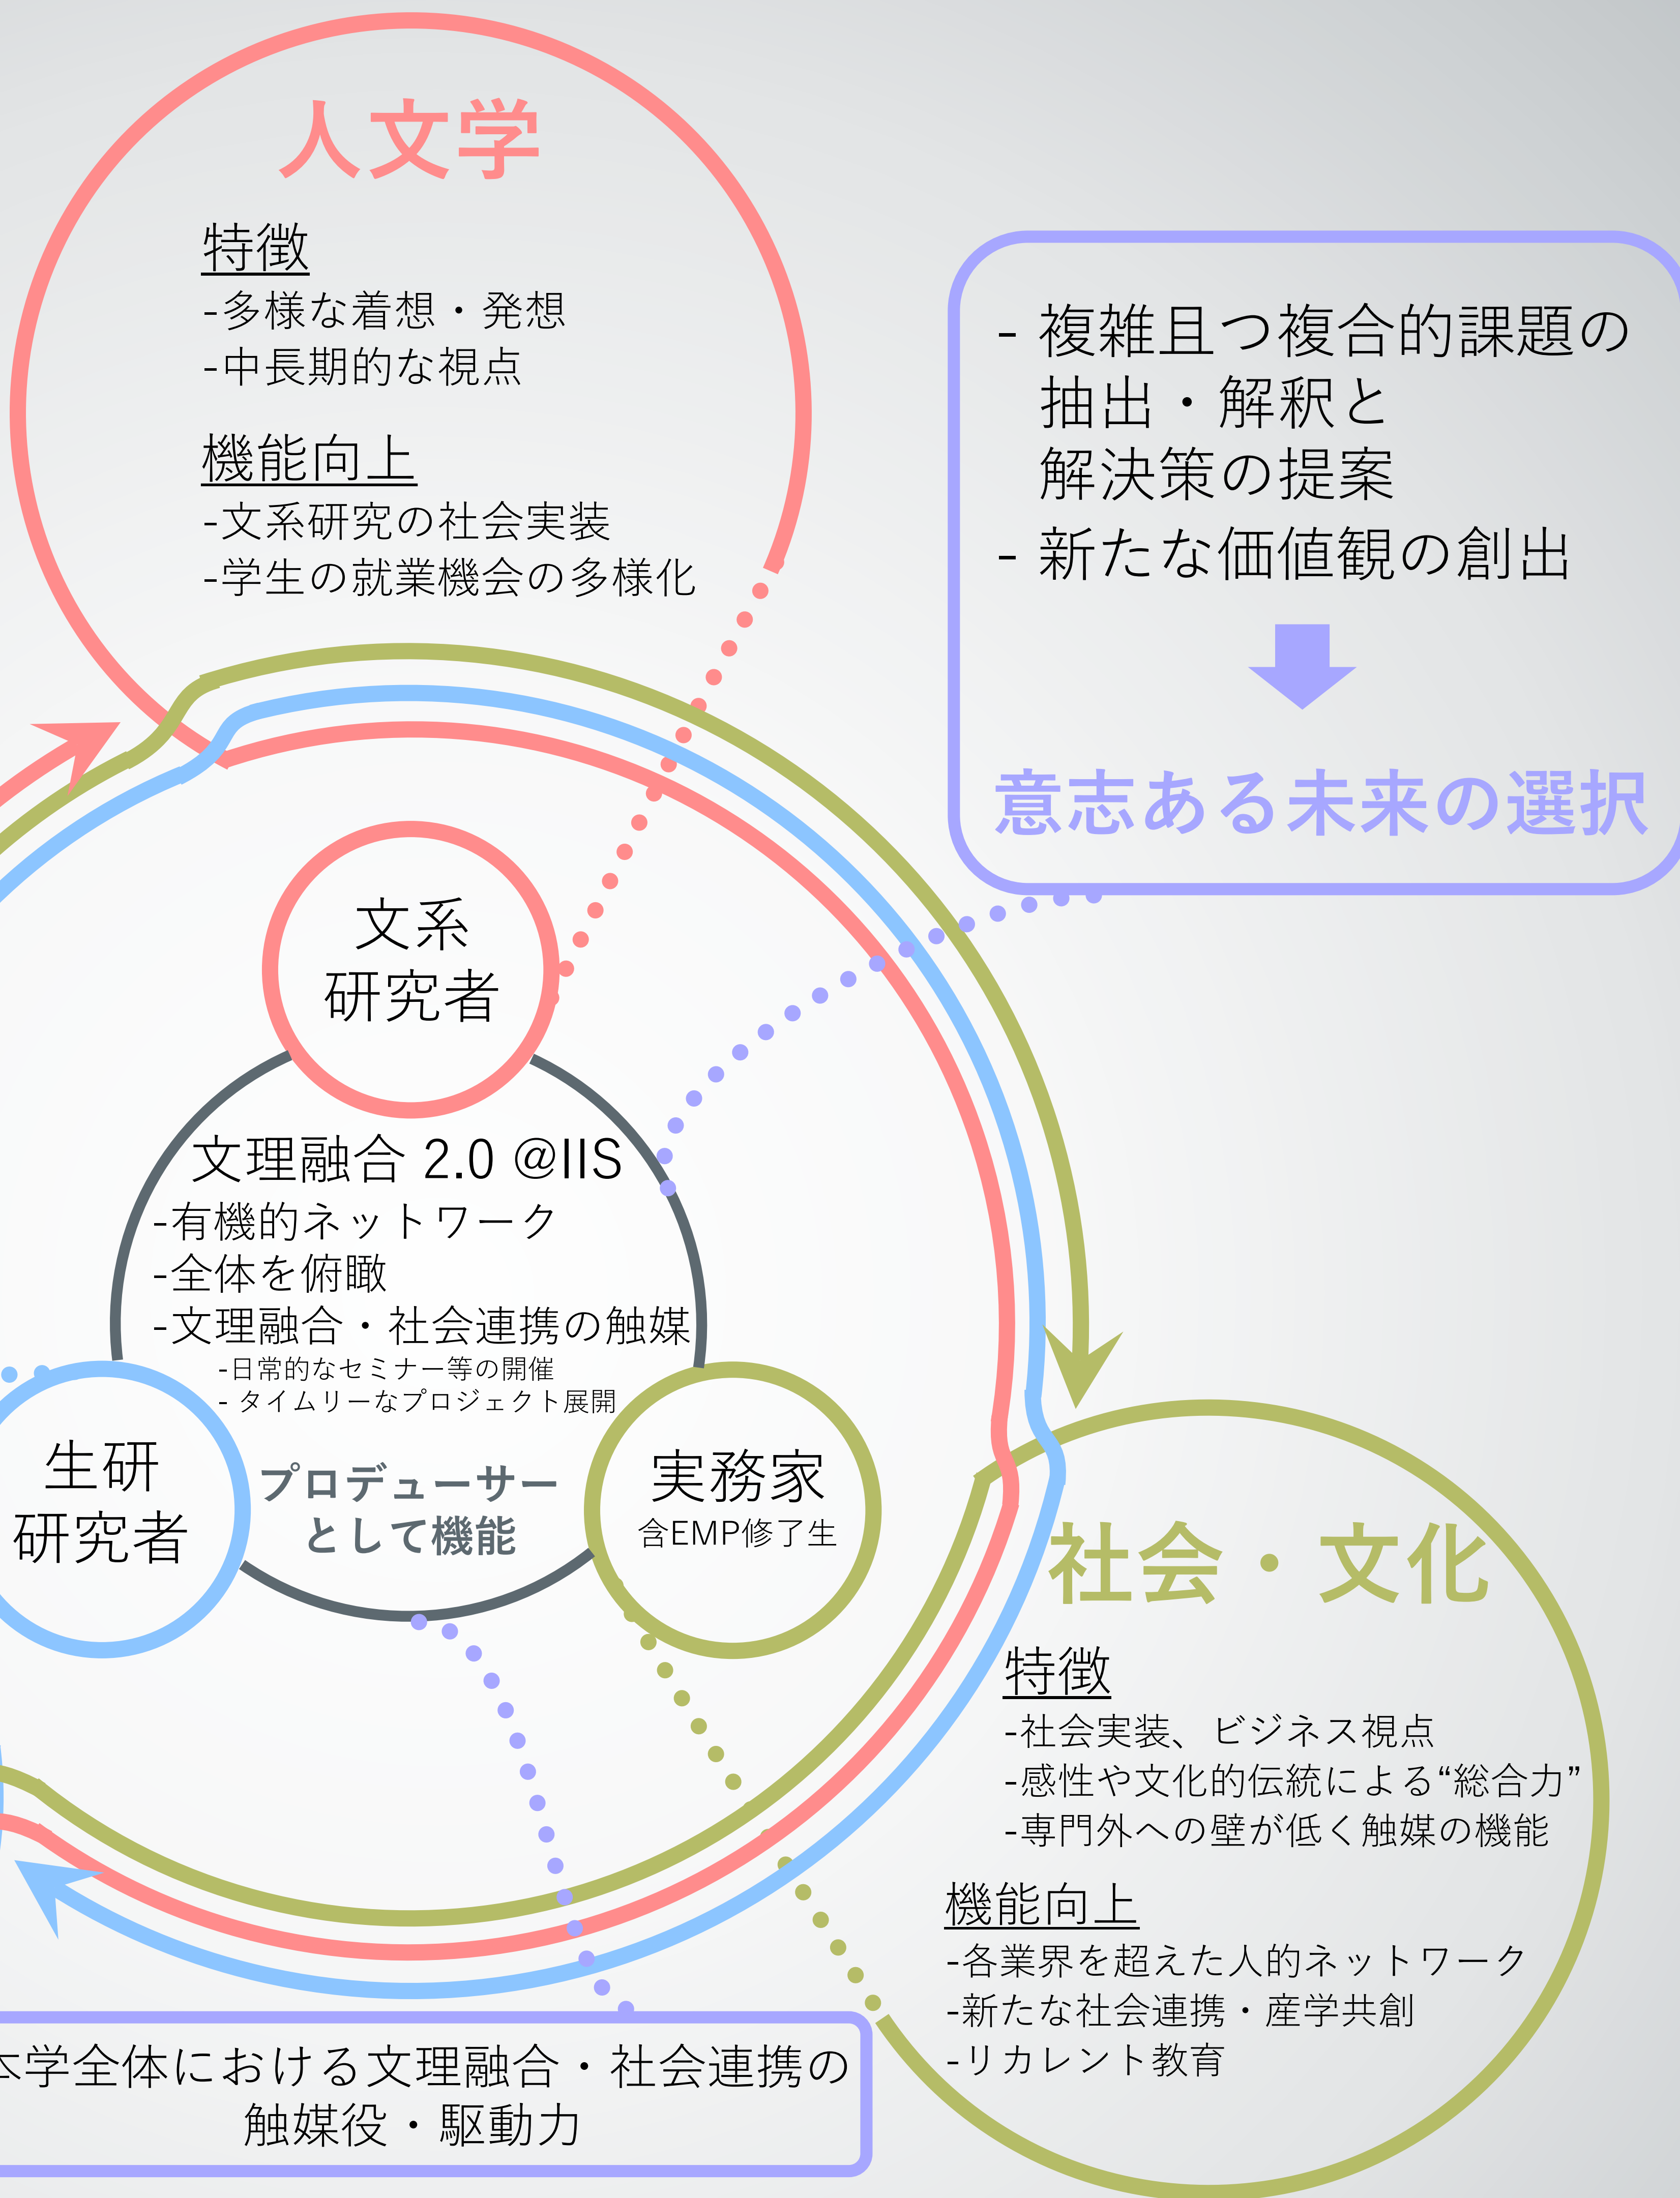 人文学
特徴
-多様な着想・発想
-中長期的な視点
機能向上
-文系研究の社会実装
-学生の就業機会の多様化
- 複雑且つ複合的課題の
抽出・解釈と
解決策の提案
- 新たな価値観の創出
意志ある未来の選択
文系
研究者
文理融合 2.0 @IIS
-有機的ネットワーク
-全体を俯瞰
-文理融合・社会連携の触媒
-日常的なセミナー等の開催
- タイムリーなプロジェクト展開
プロデューサー
として機能
生研
研究者
実務家
含EMP修了生
社会・文化
特徴
-社会実装、ビジネス視点
-感性や文化的伝統による“総合力”
-専門外への壁が低く触媒の機能
機能向上
-各業界を超えた人的ネットワーク
-新たな社会連携・産学共創
-リカレント教育
本学全体における文理融合・社会連携の
触媒役・駆動力